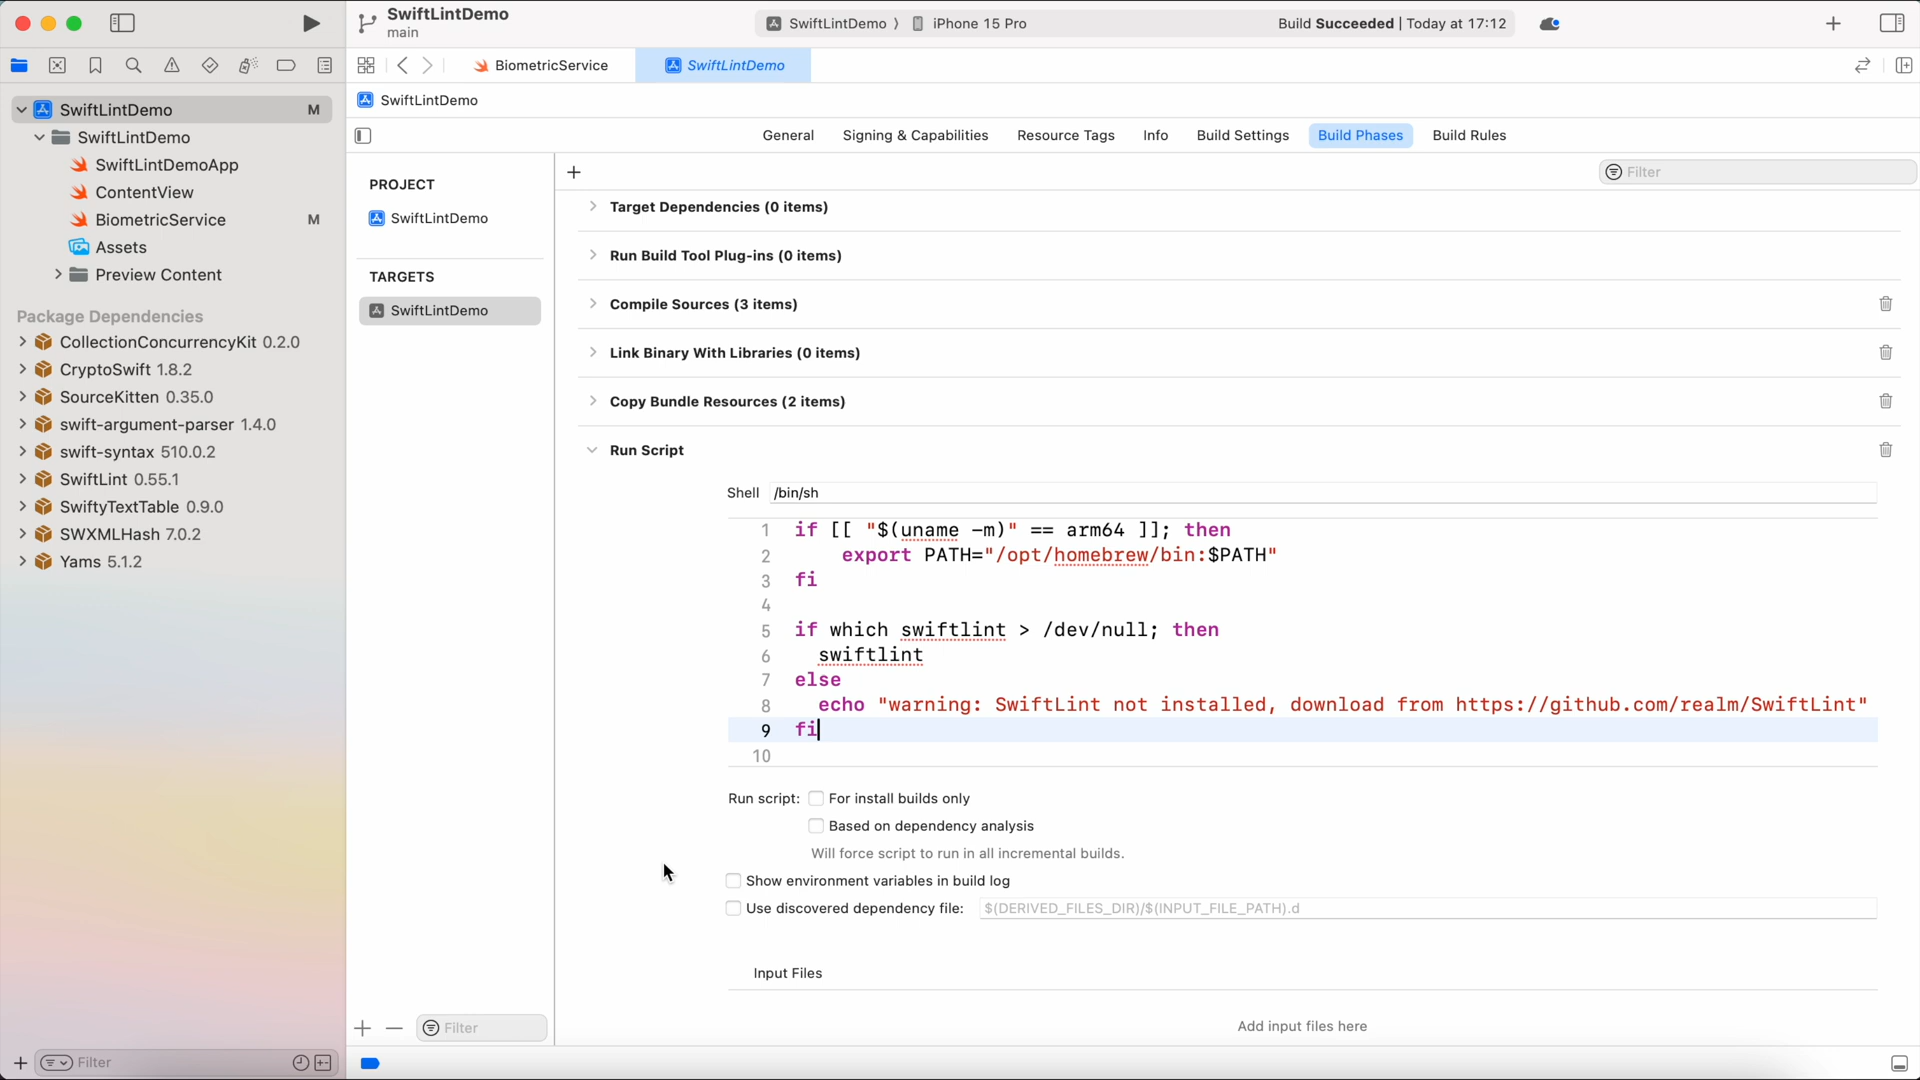 SwiftLintDemo
main
SwiftLintDemo 〉 iPhone 15 Pro
Build Succeeded | Today at 17:12
BiometricService
SwiftLintDemo
SwiftLintDemo M
SwiftLintDemo
SwiftLintDemoApp
ContentView
BiometricService M
Assets
Preview Content
Package Dependencies
CollectionConcurrencyKit 0.2.0
CryptoSwift 1.8.2
SourceKitten 0.35.0
swift-argument-parser 1.4.0
swift-syntax 510.0.2
SwiftLint 0.55.1
SwiftyTextTable 0.9.0
SWXMLHash 7.0.2
Yams 5.1.2
Filter
SwiftLintDemo
General Signing & Capabilities Resource Tags Info Build Settings Build Phases Build Rules
PROJECT
SwiftLintDemo
TARGETS
SwiftLintDemo
Filter
Filter
Target Dependencies (0 items)
Run Build Tool Plug-ins (0 items)
Compile Sources (3 items)
Link Binary With Libraries (0 items)
Copy Bundle Resources (2 items)
Run Script
Shell /bin/sh
1 if [[ "$(uname -m)" == arm64 ]]; then
2 export PATH="/opt/homebrew/bin:$PATH"
3 fi
4
5 if which swiftlint > /dev/null; then
6 swiftlint
7 else
8 echo "warning: SwiftLint not installed, download from https://github.com/realm/SwiftLint"
9 fi
10
Run script: For install builds only
Based on dependency analysis
Will force script to run in all incremental builds.
Show environment variables in build log
Use discovered dependency file: $(DERIVED_FILES_DIR)/$(INPUT_FILE_PATH).d
Input Files
Add input files here